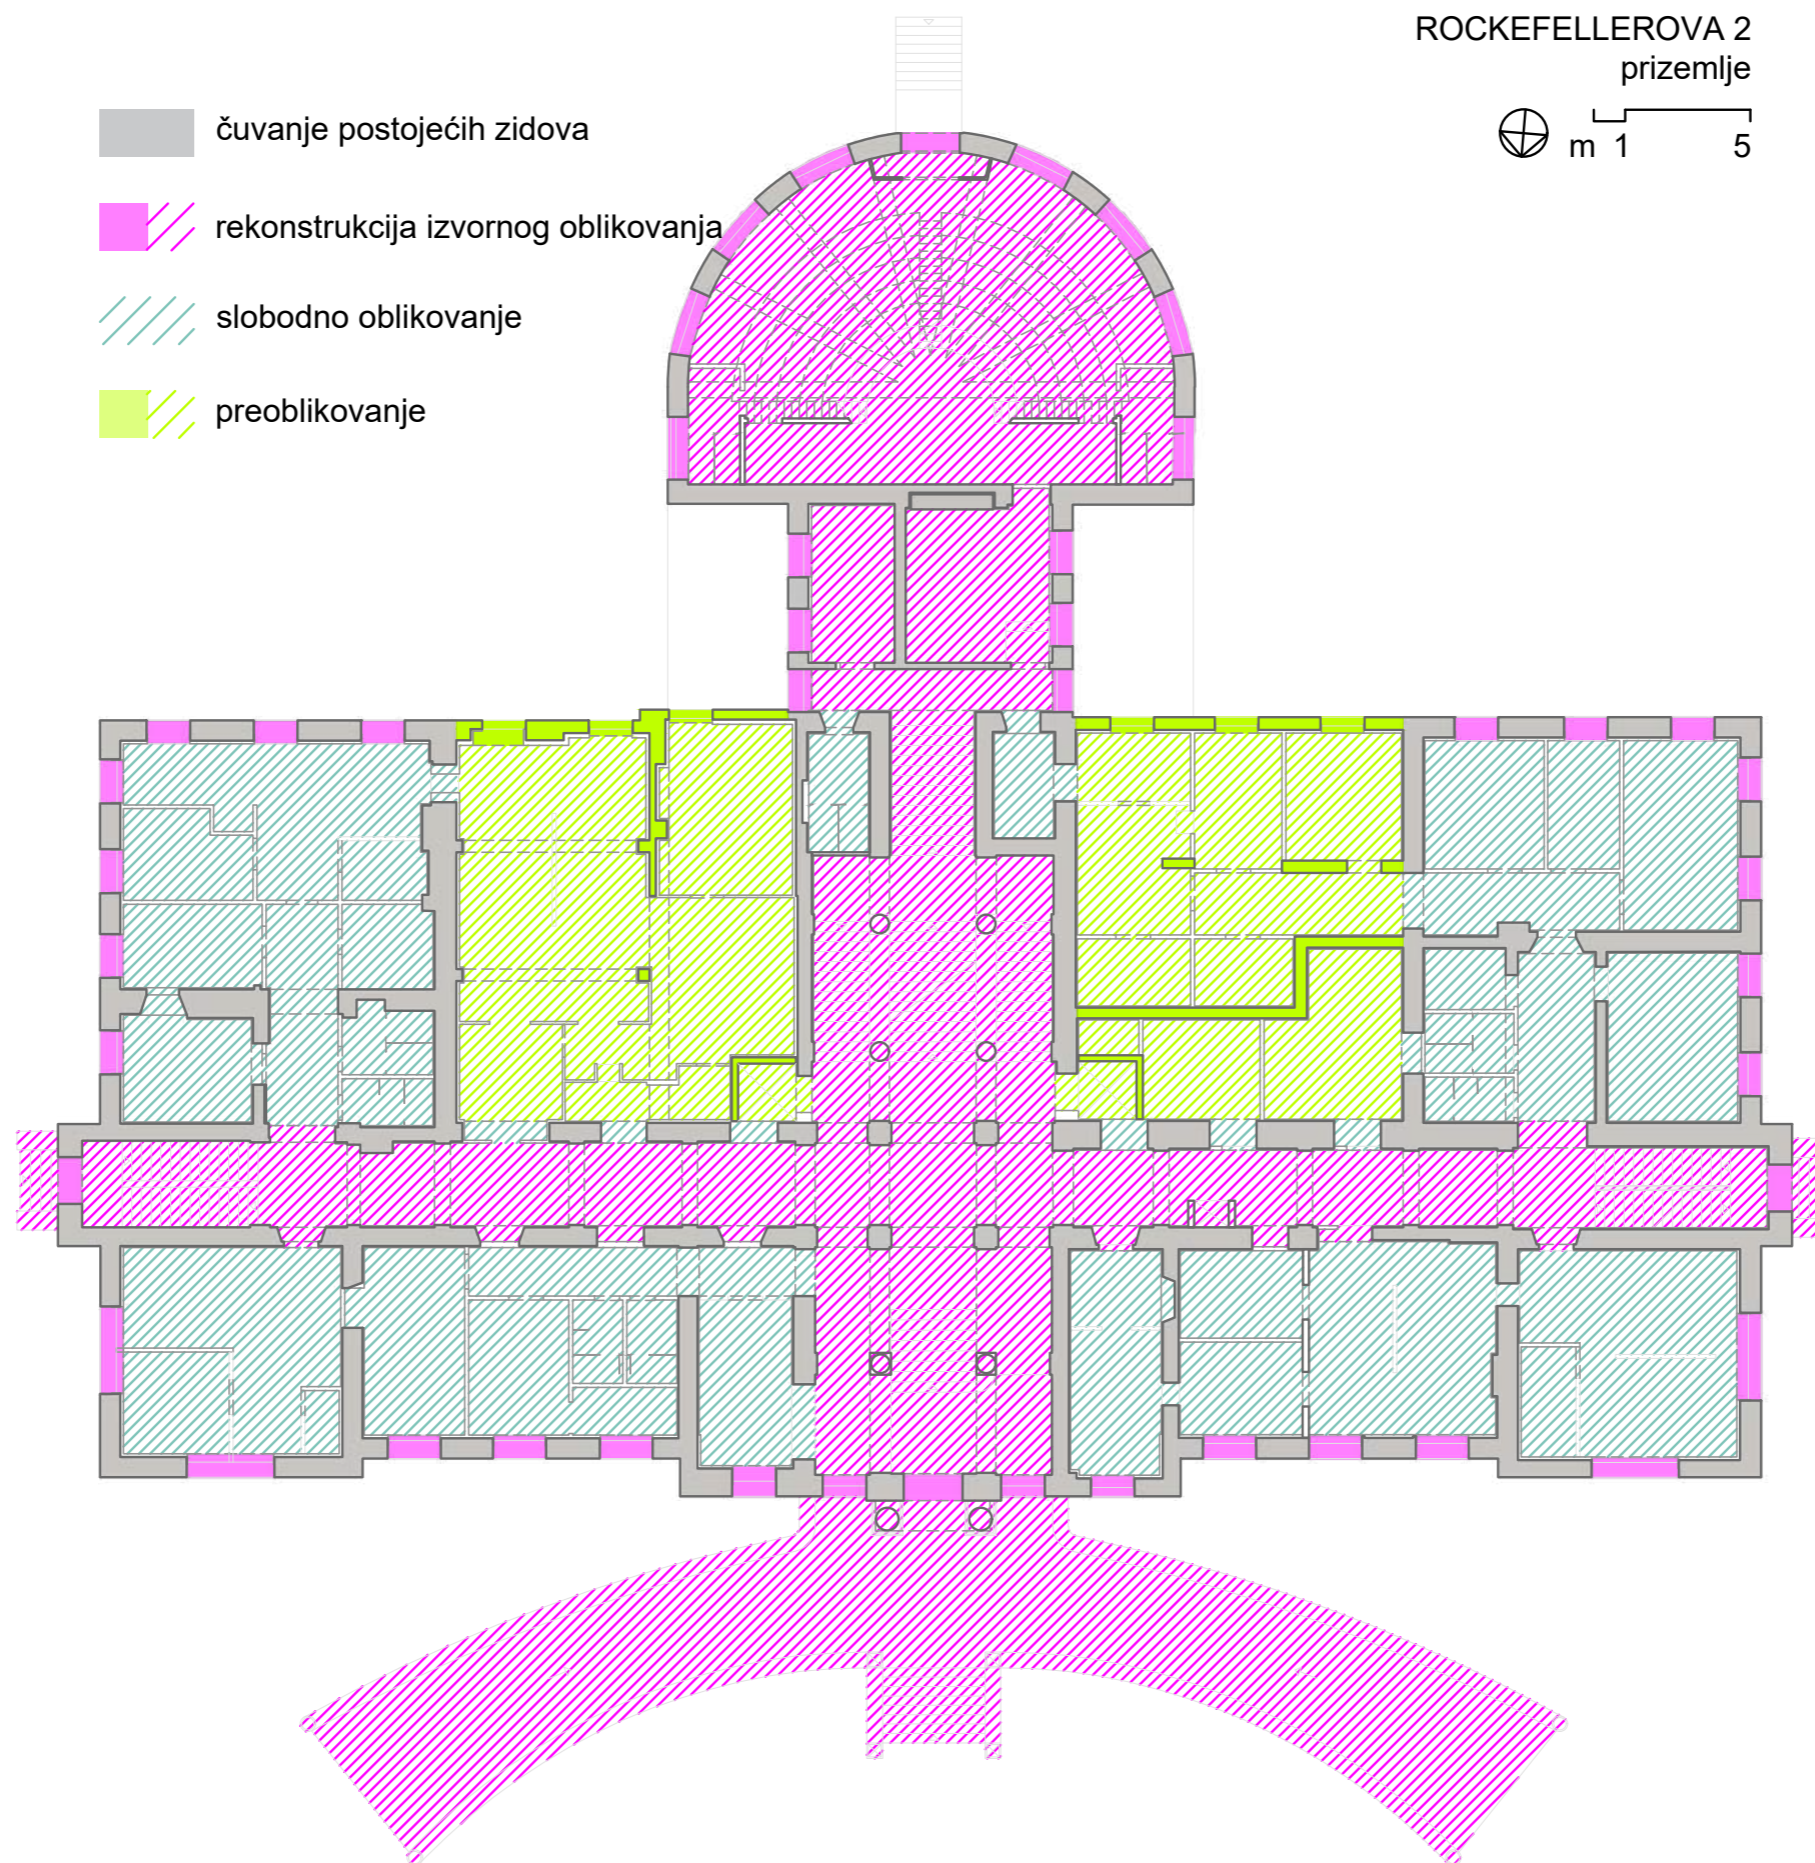 ROCKEFELLEROVA 2
prizemlje
m 1 5
čuvanje postojećih zidova
rekonstrukcija izvornog oblikovanja
slobodno oblikovanje
preoblikovanje